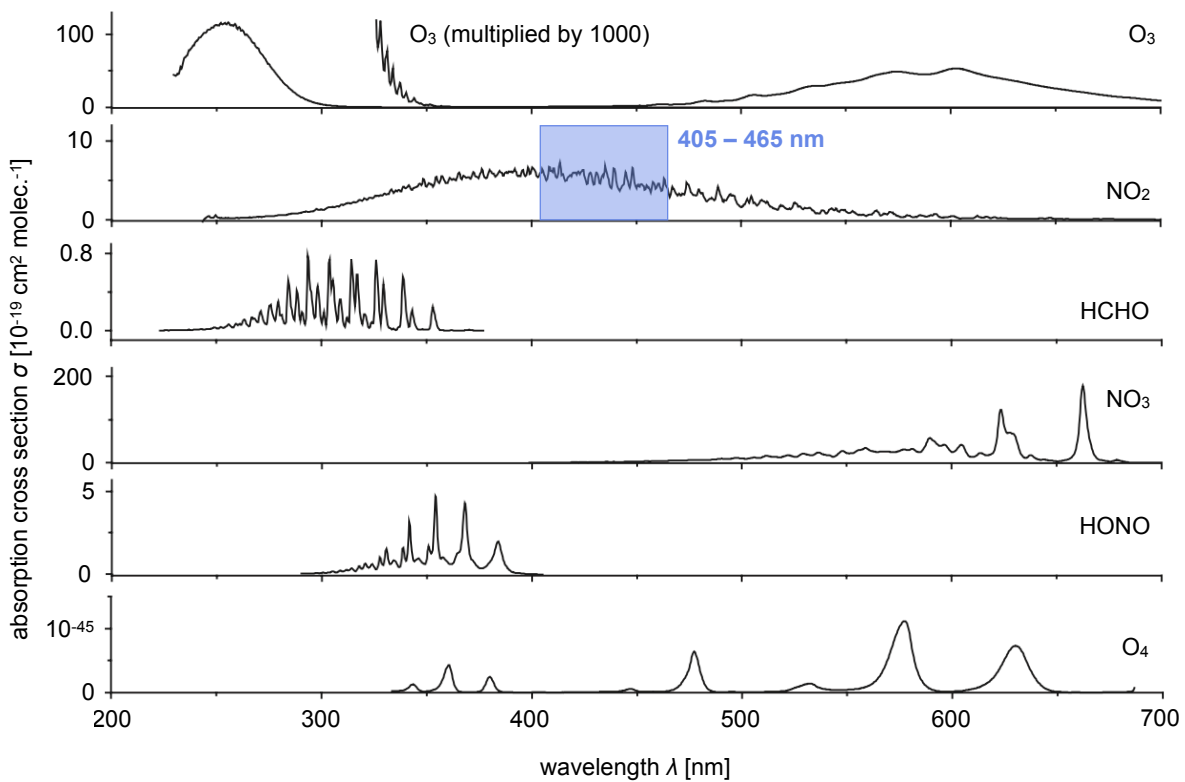 O₃ (multiplied by 1000)
O₃
100
0
405 – 465 nm
10
NO₂
0
0.8
HCHO
0.0
200
NO₃
0
5
HONO
0
10⁻⁴⁵
O₄
0
200 300 400 500 600 700
wavelength λ [nm]
absorption cross section σ [10⁻¹⁹ cm² molec.⁻¹]